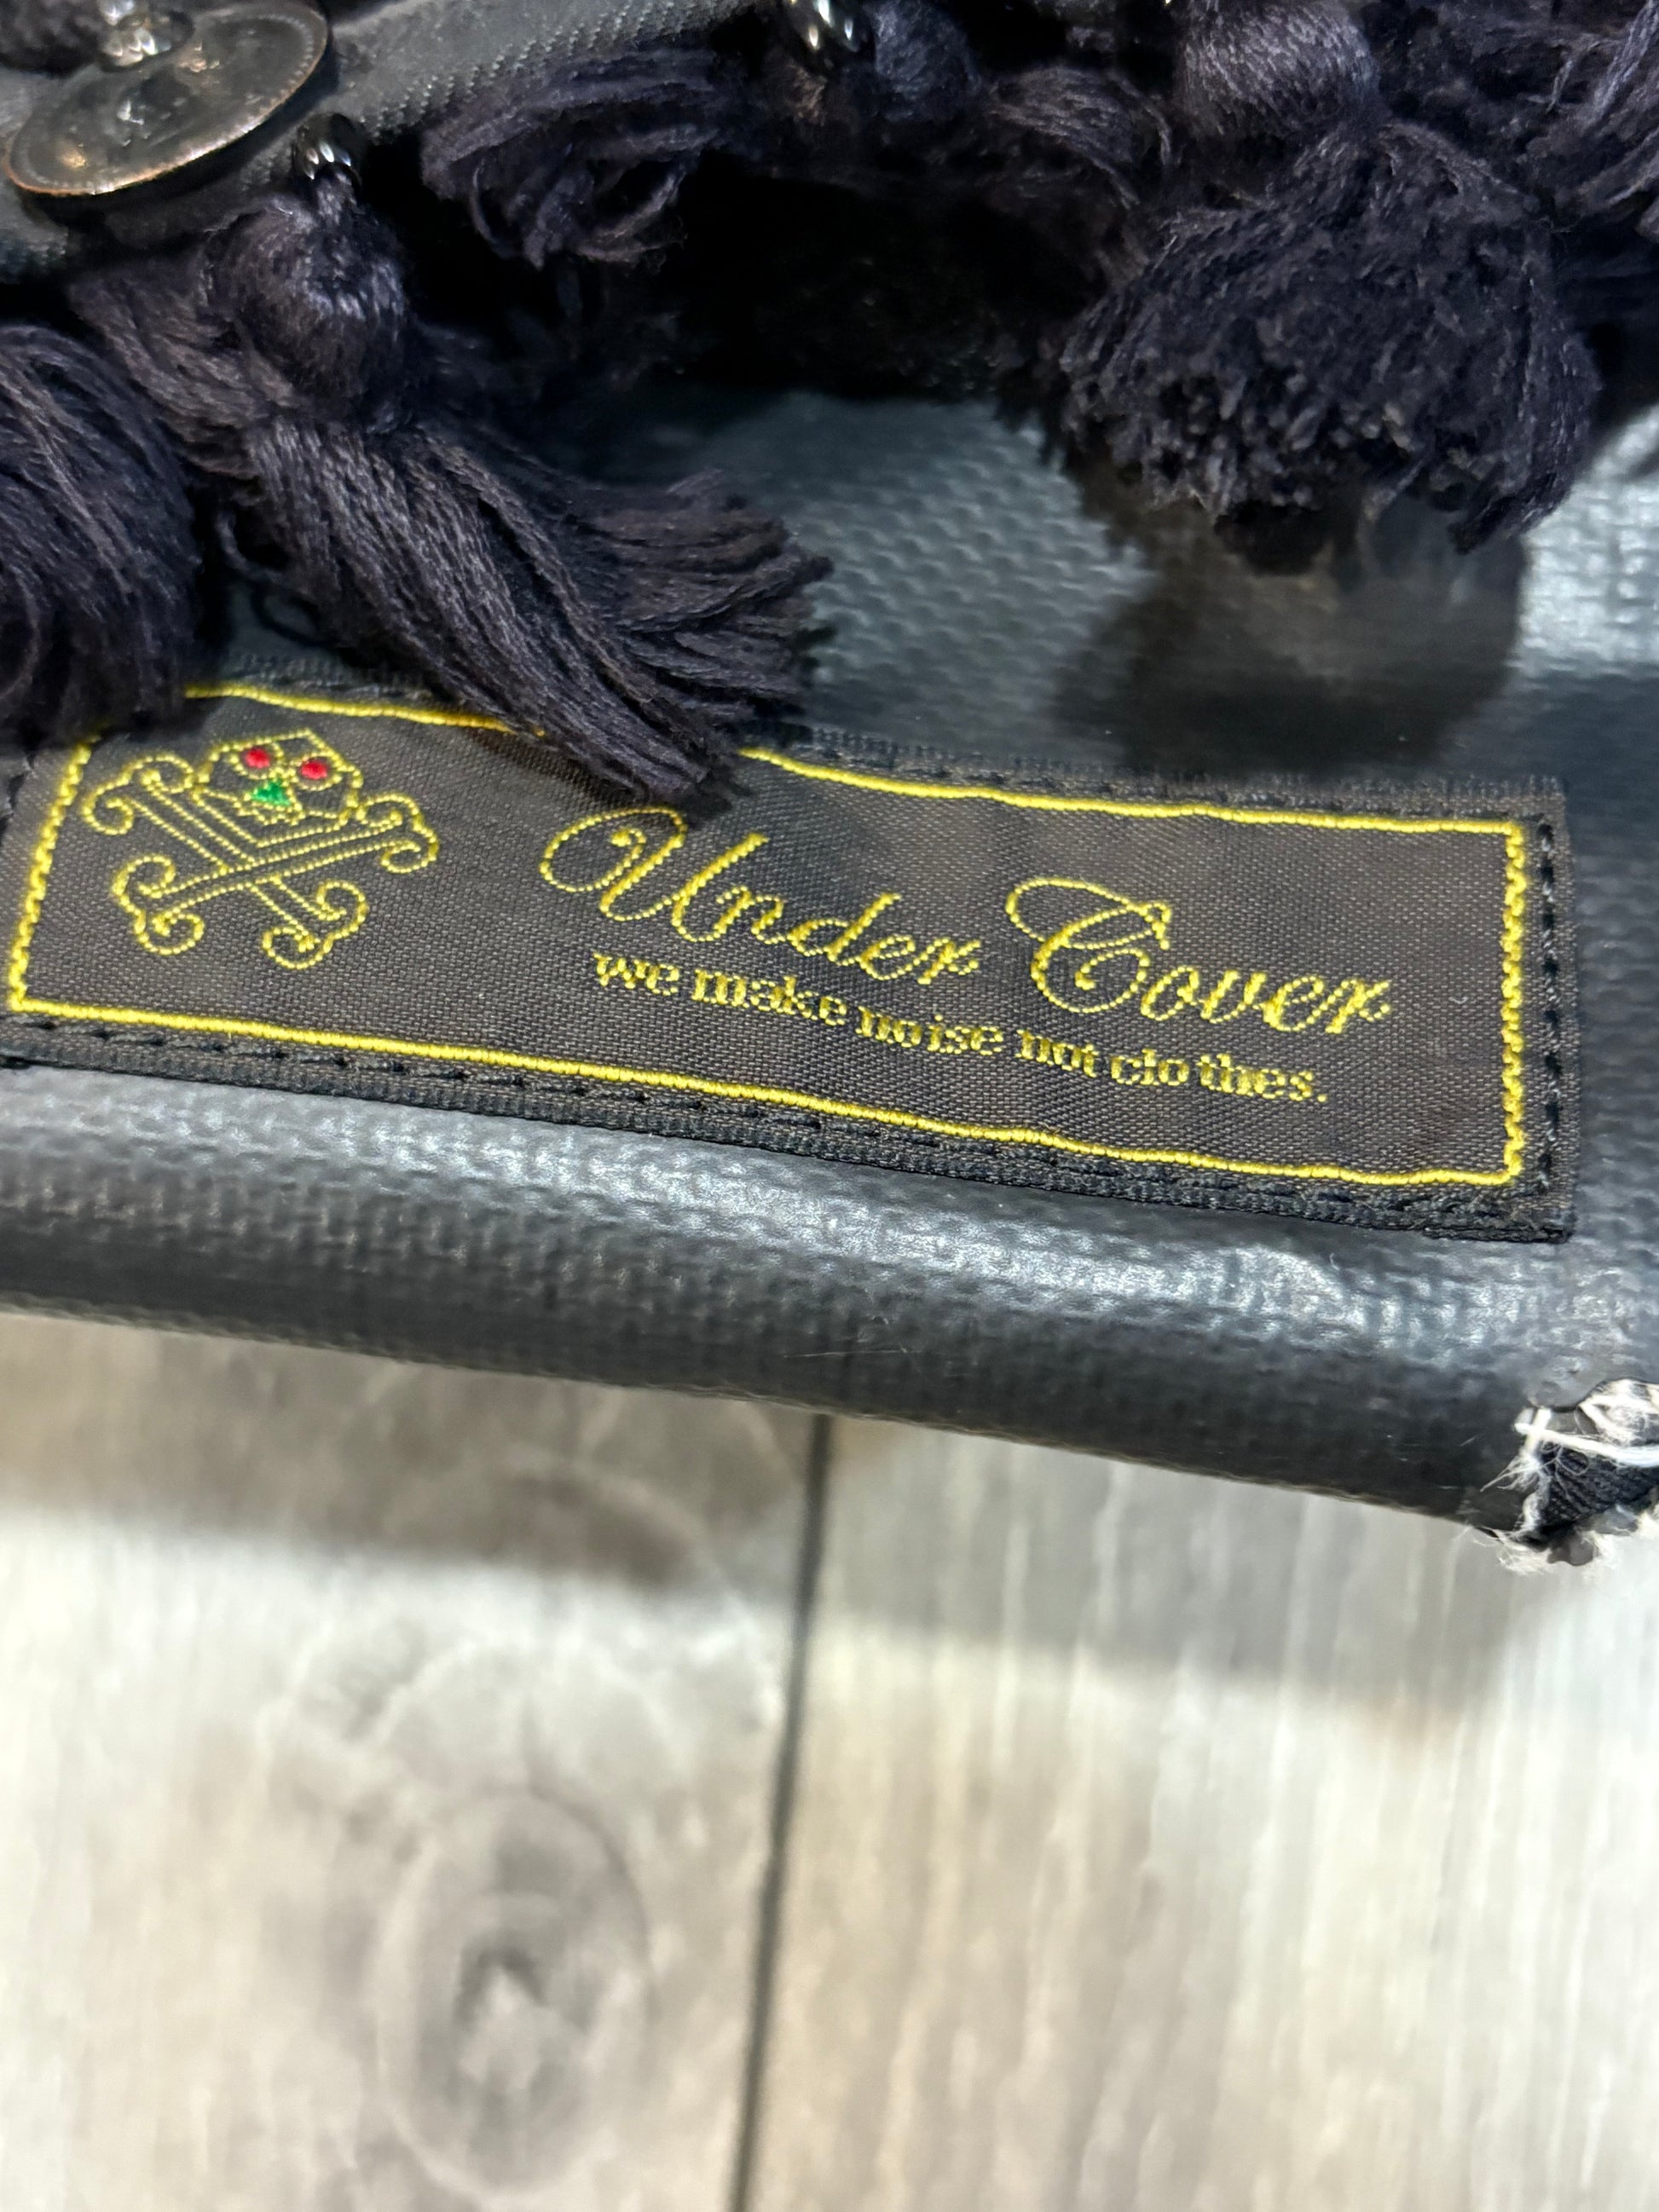 Under Cover
we make noise not clothes.